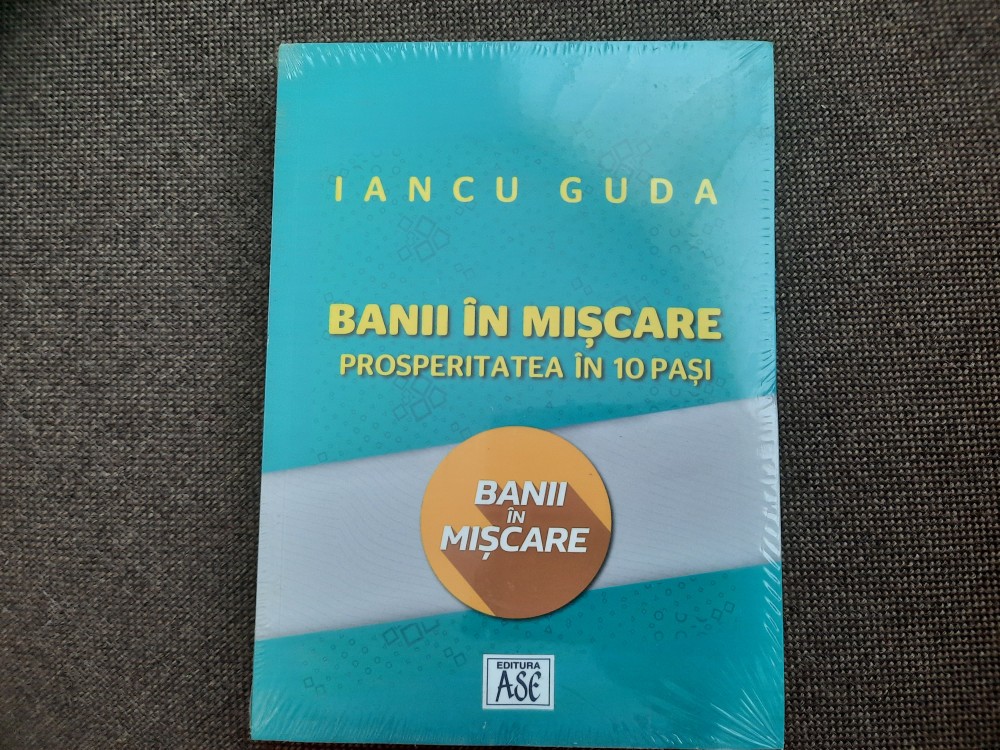 IANCU GUDA
BANII ÎN MIȘCARE
PROSPERITATEA ÎN 10 PAȘI
BANII
ÎN
MIȘCARE
EDITURA
ASE